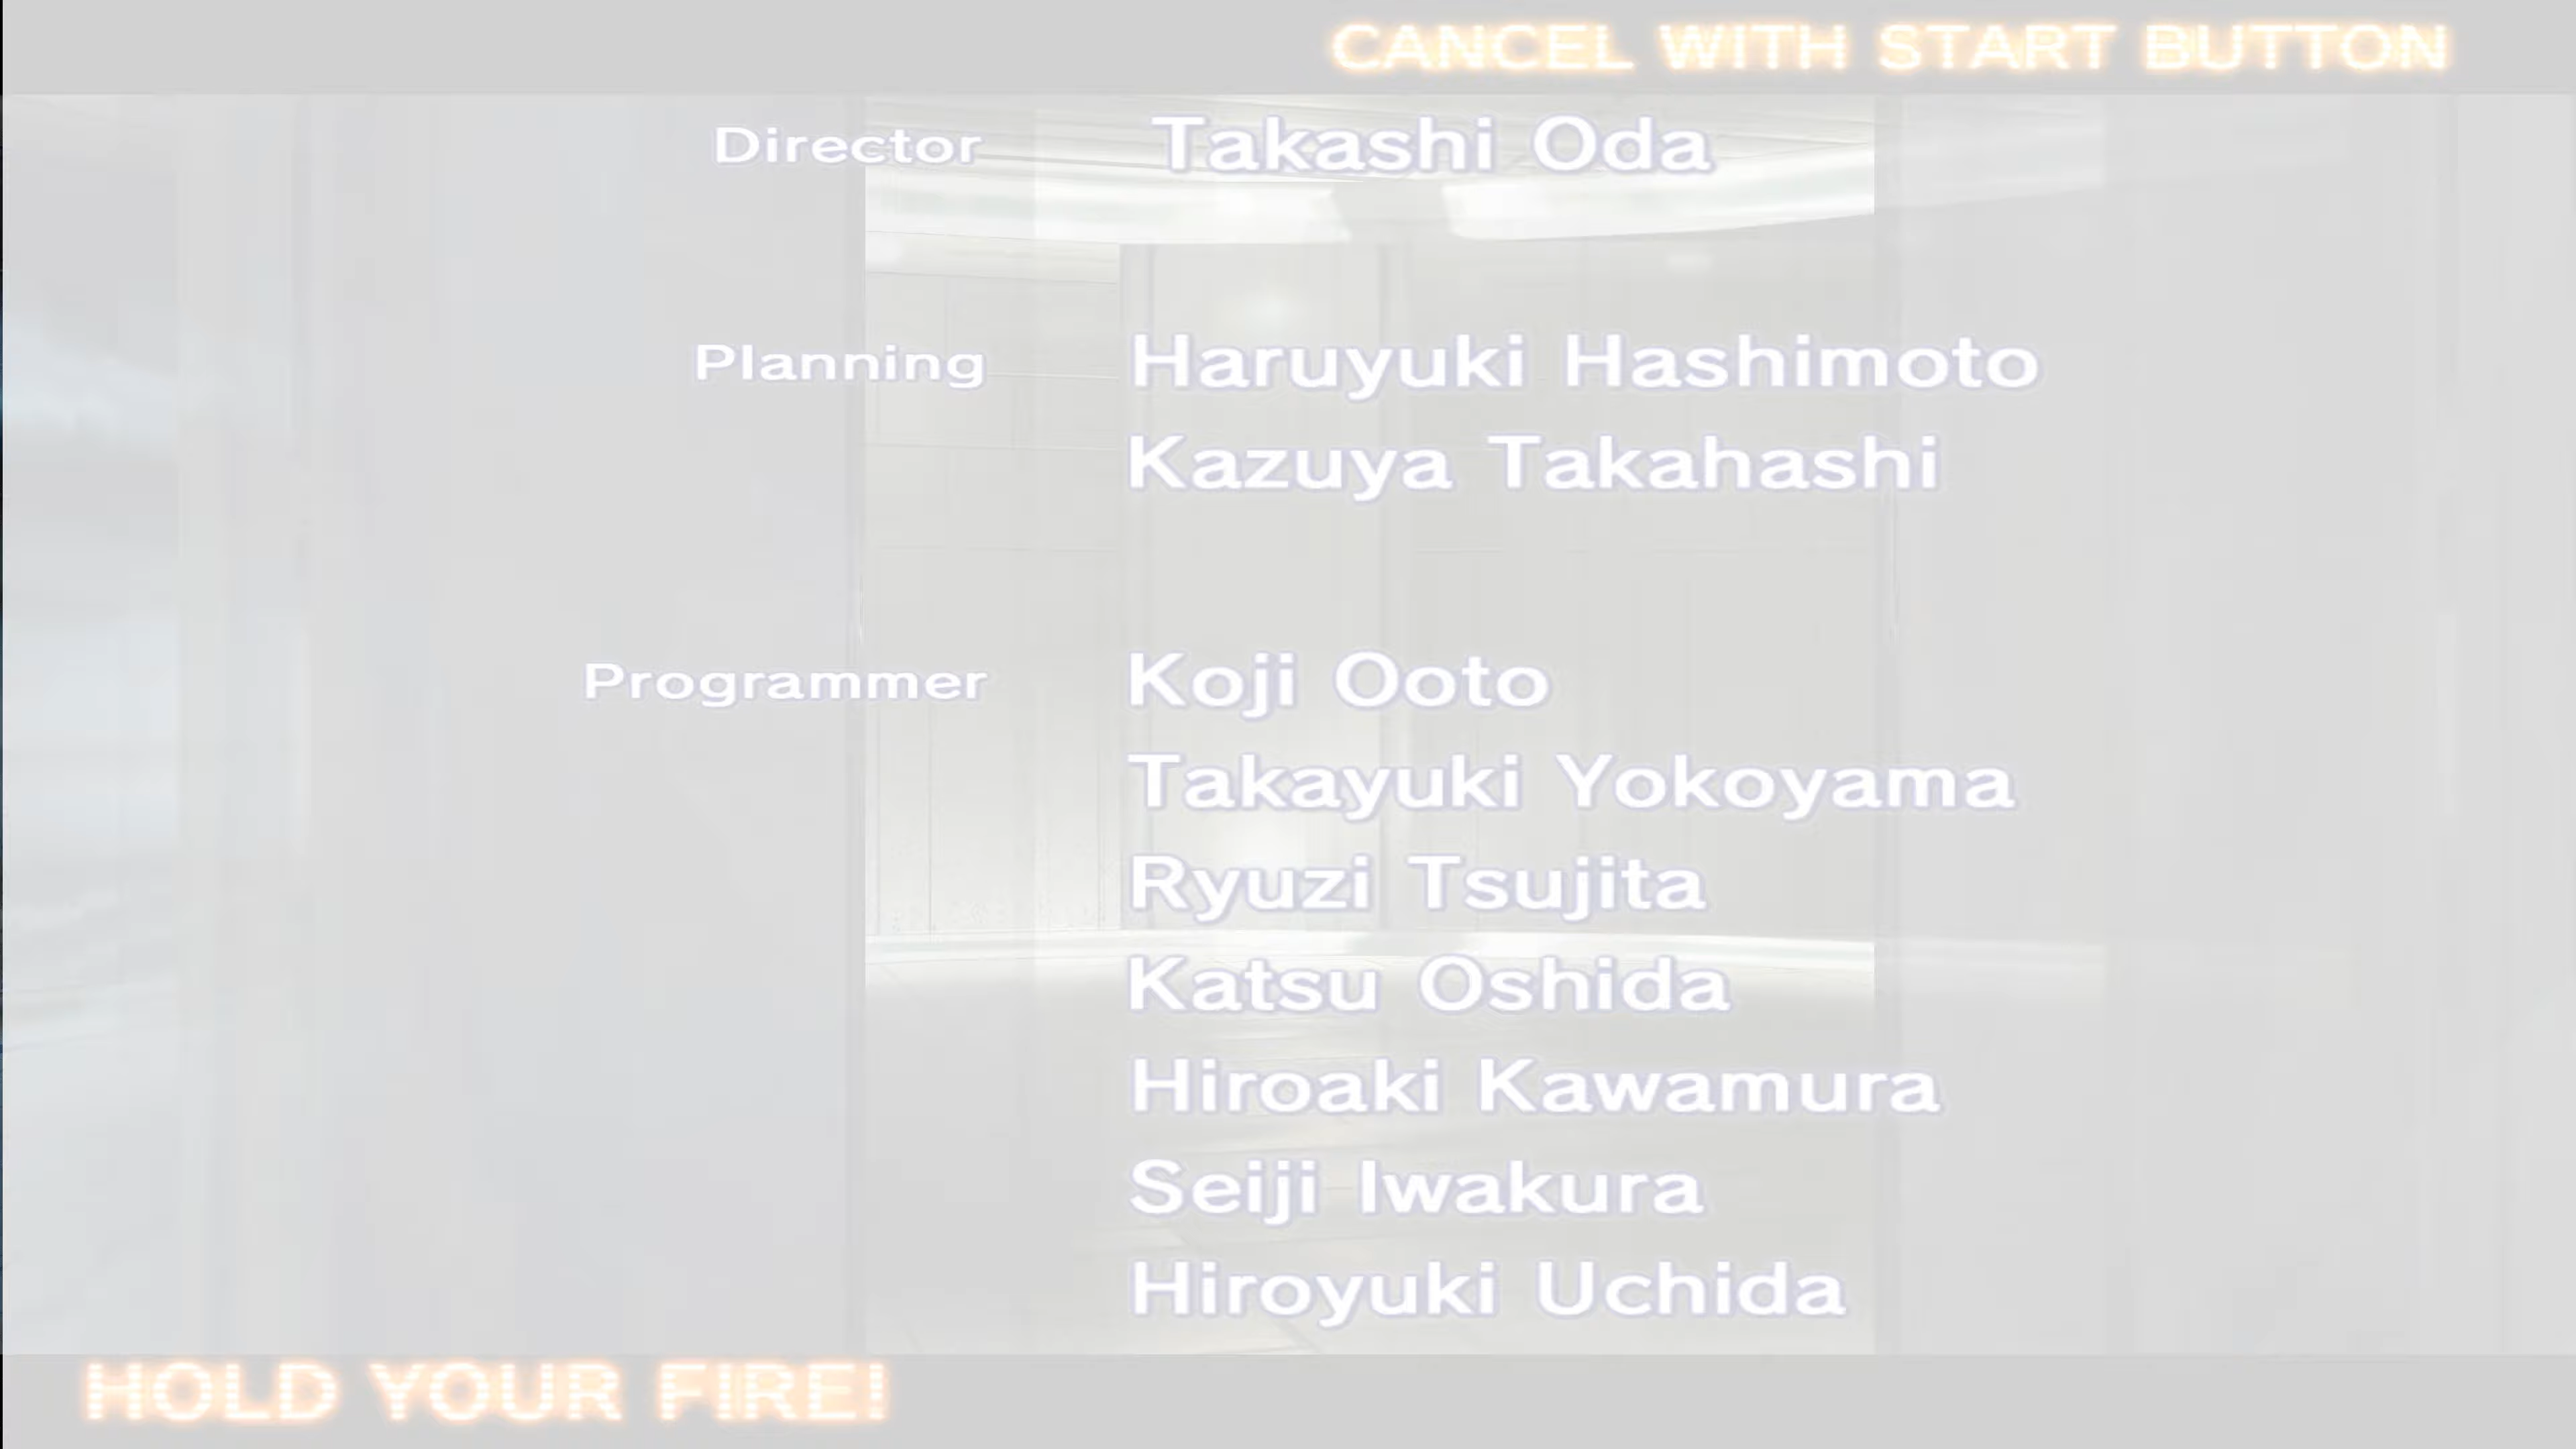 CANCEL WITH START BUTTON
Director Takashi Oda
Planning Haruyuki Hashimoto
Kazuya Takahashi
Programmer Koji Ooto
Takayuki Yokoyama
Ryuzi Tsujita
Katsu Oshida
Hiroaki Kawamura
Seiji Iwakura
Hiroyuki Uchida
HOLD YOUR FIRE!